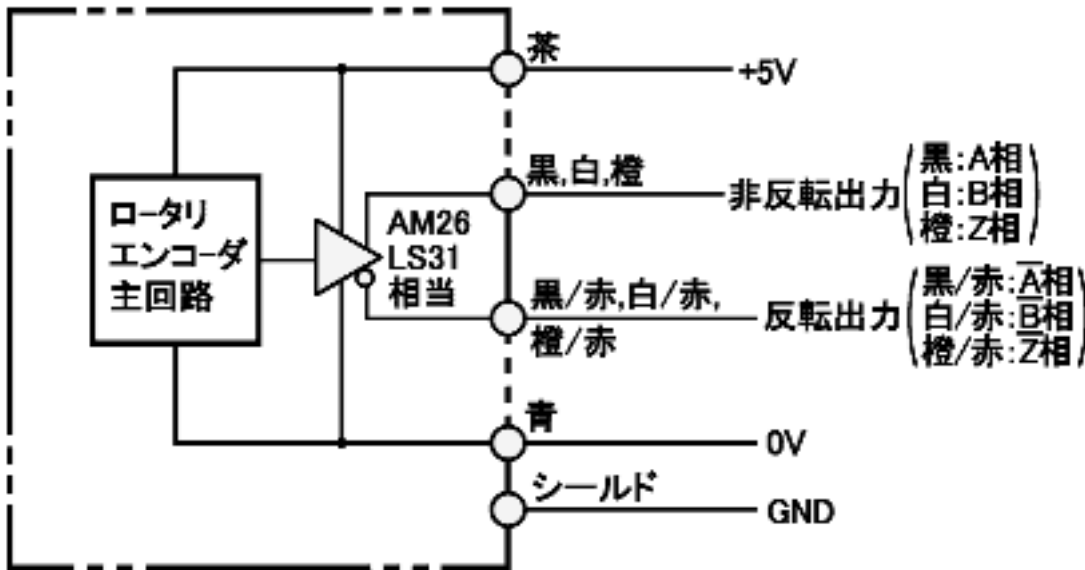 茶
+5V
黒,白,橙
非反転出力
黒:A相
白:B相
橙:Z相
ロータリ
エンコーダ
主回路
AM26
LS31
相当
黒/赤,白/赤,
橙/赤
反転出力
黒/赤:A̅相
白/赤:B̅相
橙/赤:Z̅相
青
0V
シールド
GND